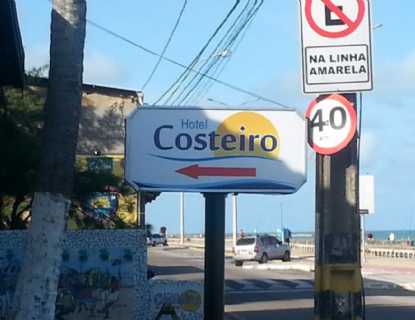 E
NA LINHA
AMARELA
40
Hotel
Costeiro